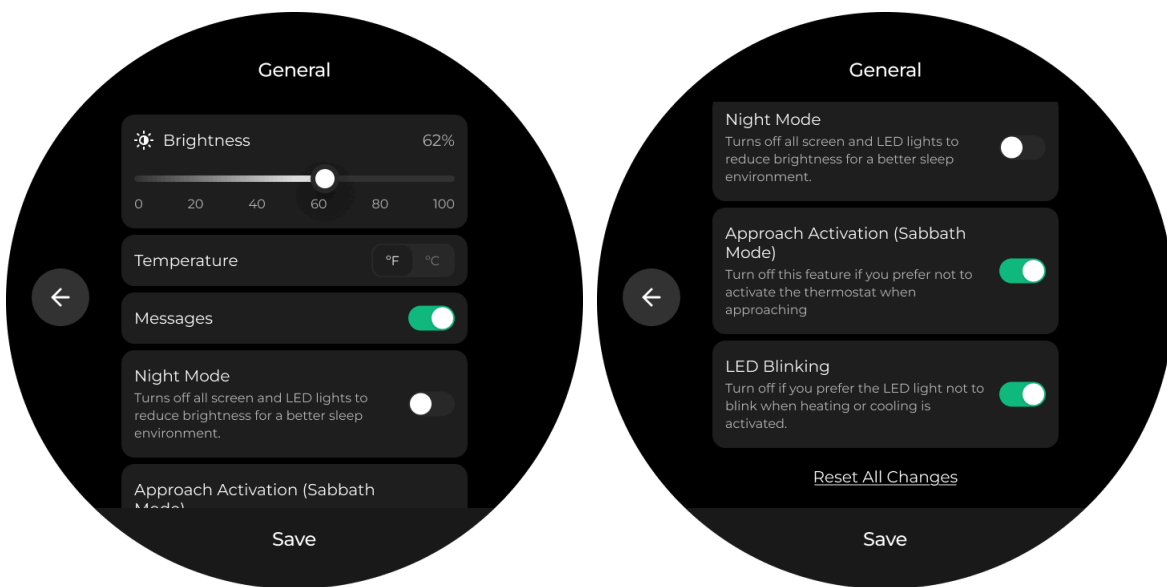 General
Brightness 62%
0 20 40 60 80 100
Temperature °F °C
Messages
Night Mode
Turns off all screen and LED lights to
reduce brightness for a better sleep
environment.
Approach Activation (Sabbath
Mode)
Save
General
Night Mode
Turns off all screen and LED lights to
reduce brightness for a better sleep
environment.
Approach Activation (Sabbath
Mode)
Turn off this feature if you prefer not to
activate the thermostat when
approaching
LED Blinking
Turn off if you prefer the LED light not to
blink when heating or cooling is
activated.
Reset All Changes
Save